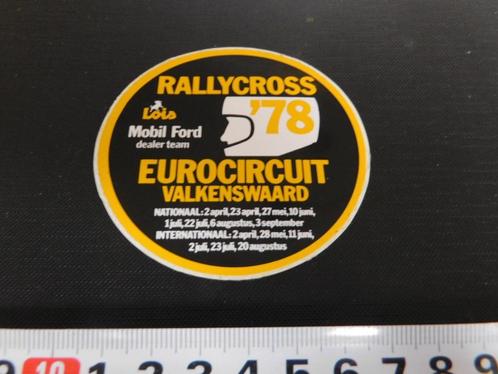 RALLYCROSS
'78
Lois
Mobil Ford
dealer team
EUROCIRCUIT
VALKENSWAARD
NATIONAAL: 2 april, 23 april, 27 mei, 10 juni,
1 juli, 22 juli, 6 augustus, 3 september
INTERNATIONAAL: 2 april, 28 mei, 11 juni,
2 juli, 23 juli, 20 augustus
9 10 1 2 3 4 5 6 7 8 9